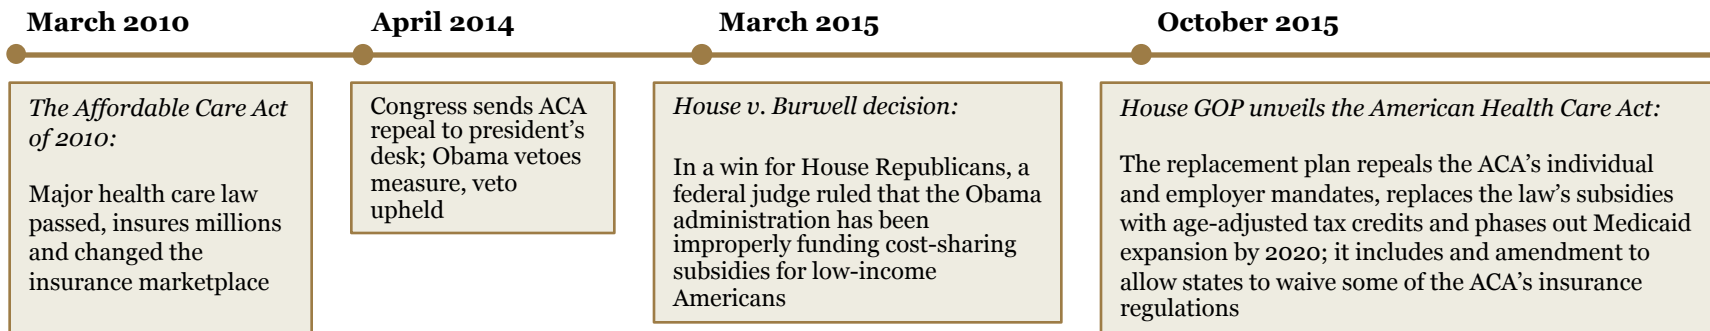 March 2010
April 2014
March 2015
October 2015
The Affordable Care Act
of 2010:
Major health care law
passed, insures millions
and changed the
insurance marketplace
Congress sends ACA
repeal to president’s
desk; Obama vetoes
measure, veto
upheld
House v. Burwell decision:
In a win for House Republicans, a
federal judge ruled that the Obama
administration has been
improperly funding cost-sharing
subsidies for low-income
Americans
House GOP unveils the American Health Care Act:
The replacement plan repeals the ACA’s individual
and employer mandates, replaces the law’s subsidies
with age-adjusted tax credits and phases out Medicaid
expansion by 2020; it includes and amendment to
allow states to waive some of the ACA’s insurance
regulations